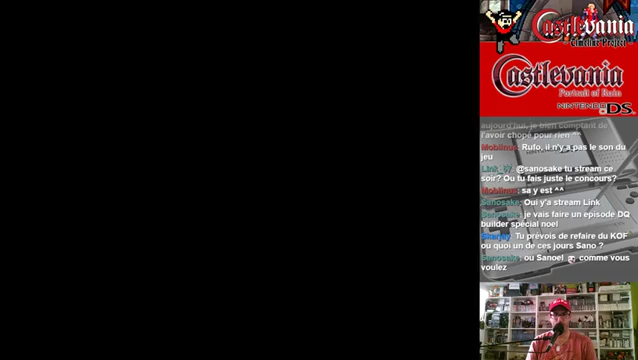 Castlevania
Castlevania
Portrait of Ruin
NINTENDO DS
aujourd'hui, je bien comptant de
l'avoir chopé pour rien ^^
Rufo, il n'y a pas le son du
jeu
@sanosake tu stream ce
soir? Ou tu fais juste le concours?
sa y est ^^
Sanosake: Oui y'a stream Link
Sanosake: je vais faire un episode DQ
builder spécial noel
Tu prévois de refaire du KOF
ou quoi un de ces jours Sano ?
Sanosake: ou Sanoel comme vous
voulez